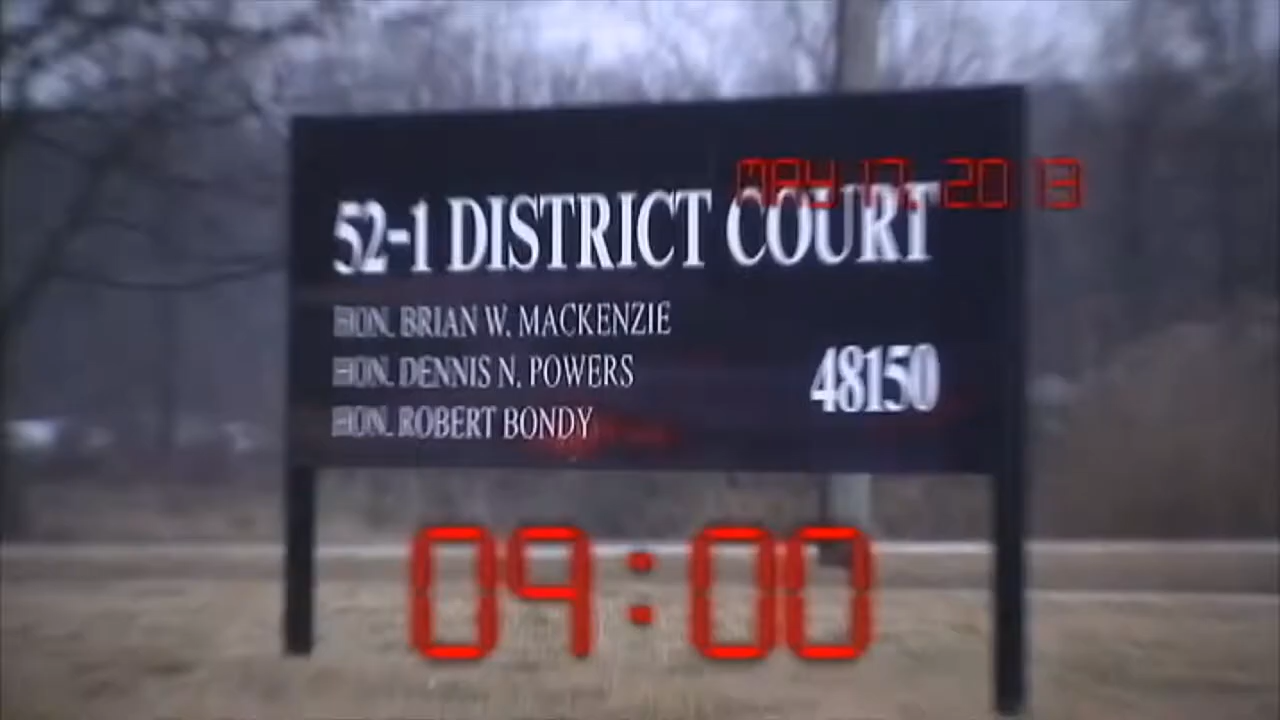 MAY 17, 2013
52-1 DISTRICT COURT
HON. BRIAN W. MACKENZIE
HON. DENNIS N. POWERS
48150
HON. ROBERT BONDY
09:00